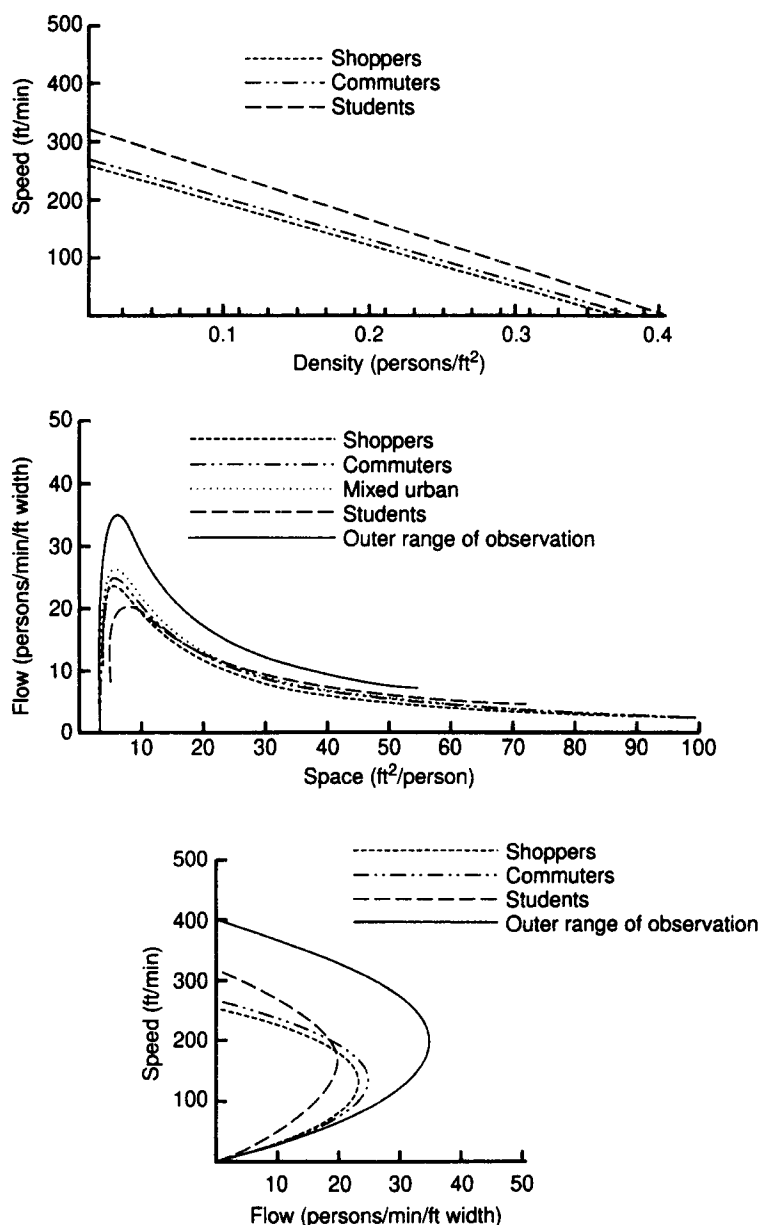 500
400
300
200
100
Speed (ft/min)
Shoppers
Commuters
Students
0.1 0.2 0.3 0.4
Density (persons/ft²)
50
40
30
20
10
0
Flow (persons/min/ft width)
Shoppers
Commuters
Mixed urban
Students
Outer range of observation
10 20 30 40 50 60 70 80 90 100
Space (ft²/person)
500
400
300
200
100
Speed (ft/min)
Shoppers
Commuters
Students
Outer range of observation
10 20 30 40 50
Flow (persons/min/ft width)